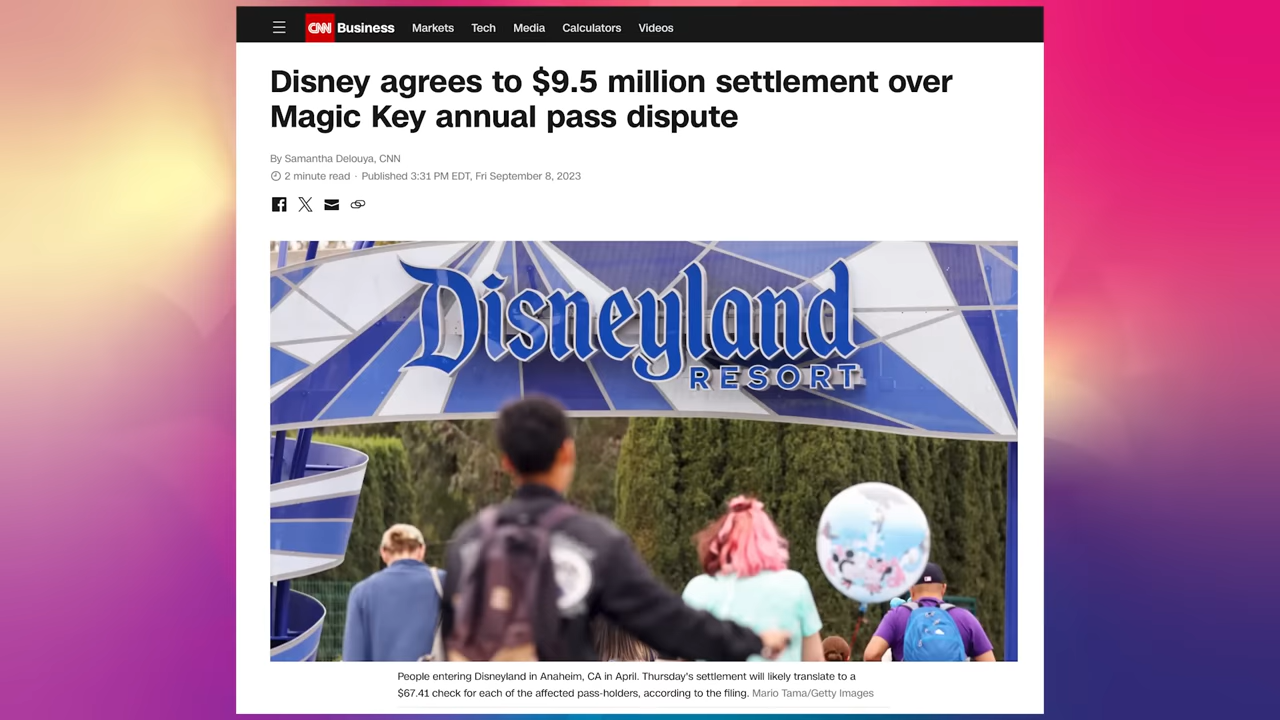 CNN Business Markets Tech Media Calculators Videos
Disney agrees to $9.5 million settlement over
Magic Key annual pass dispute
By Samantha Delouya, CNN
2 minute read · Published 3:31 PM EDT, Fri September 8, 2023
Disneyland
RESORT
People entering Disneyland in Anaheim, CA in April. Thursday's settlement will likely translate to a
$67.41 check for each of the affected pass-holders, according to the filing. Mario Tama/Getty Images